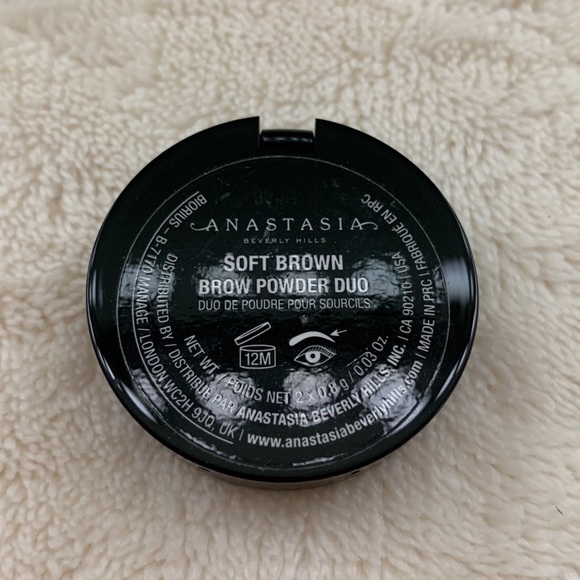 ANASTASIA
BEVERLY HILLS
SOFT BROWN
BROW POWDER DUO
DUO DE POUDRE POUR SOURCILS
12M
NET WT. / POIDS NET 2 x 0.8 g / 0.03 oz.
DISTRIBUTED BY / DISTRIBUÉ PAR ANASTASIA BEVERLY HILLS, INC. | CA 90210 - USA
BIORIUS – B-7170 MANAGE / LONDON WC2H 9JQ, UK | www.anastasiabeverlyhills.com | MADE IN PRC | FABRIQUÉ EN RPC